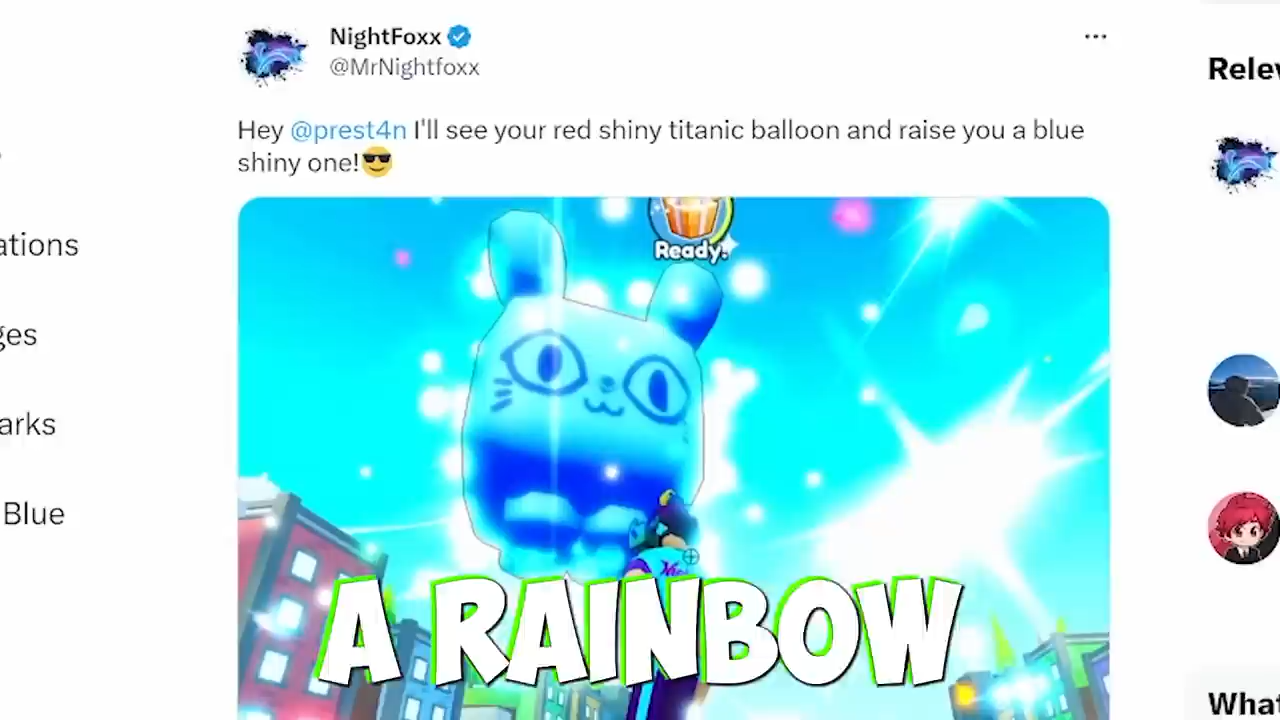 NightFoxx
@MrNightfoxx
Hey @prest4n I'll see your red shiny titanic balloon and raise you a blue
shiny one!😎
Relev
ations
ges
arks
Blue
Ready!
A RAINBOW
What